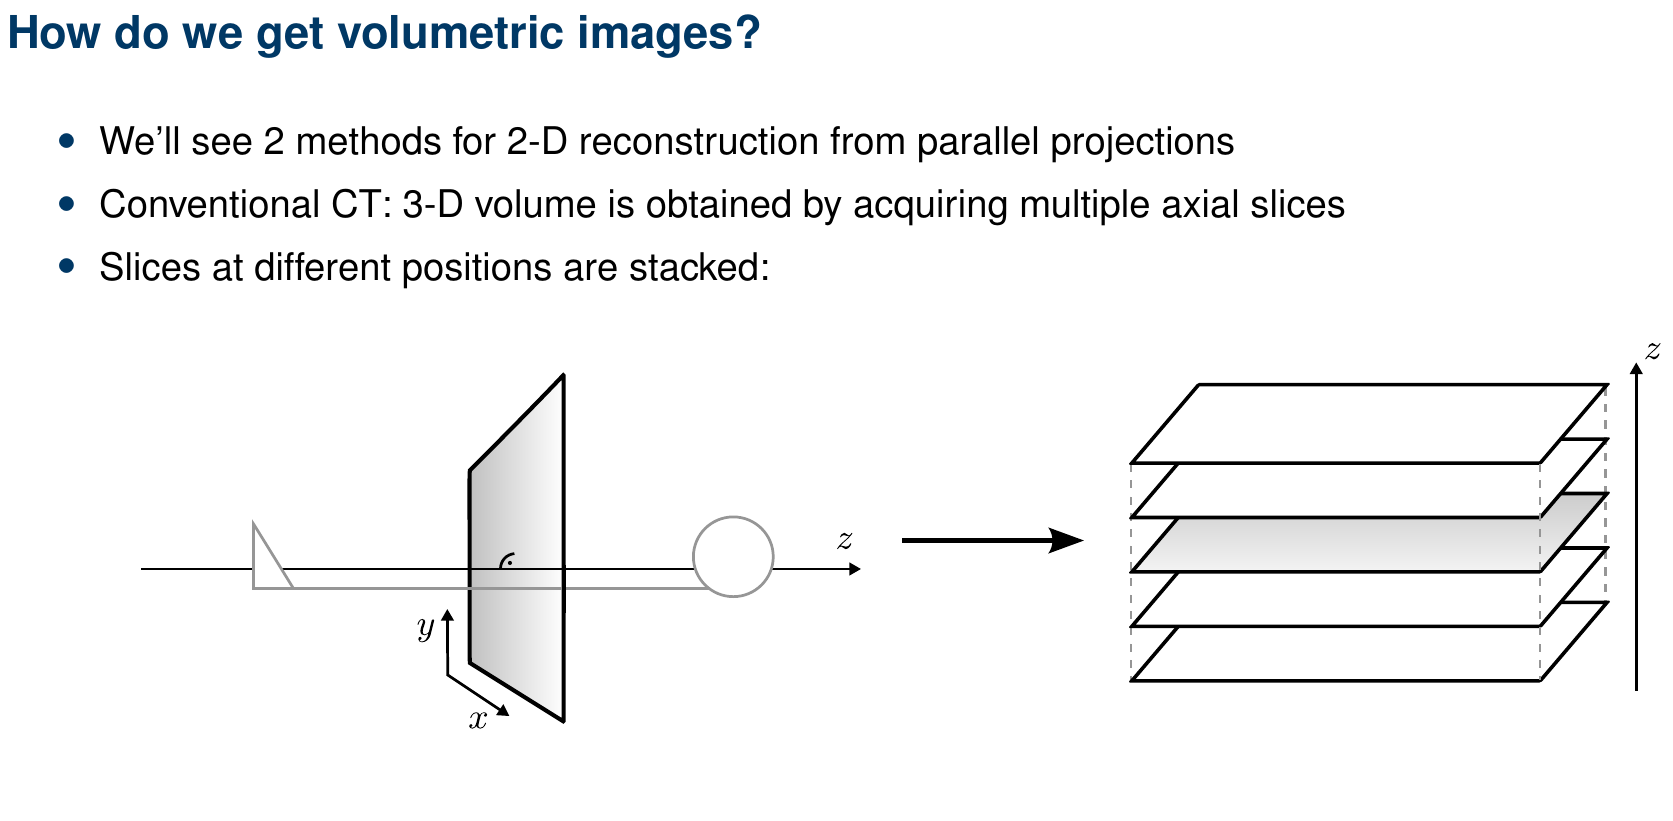 How do we get volumetric images?
• We'll see 2 methods for 2-D reconstruction from parallel projections
• Conventional CT: 3-D volume is obtained by acquiring multiple axial slices
• Slices at different positions are stacked:
z
z
y
x